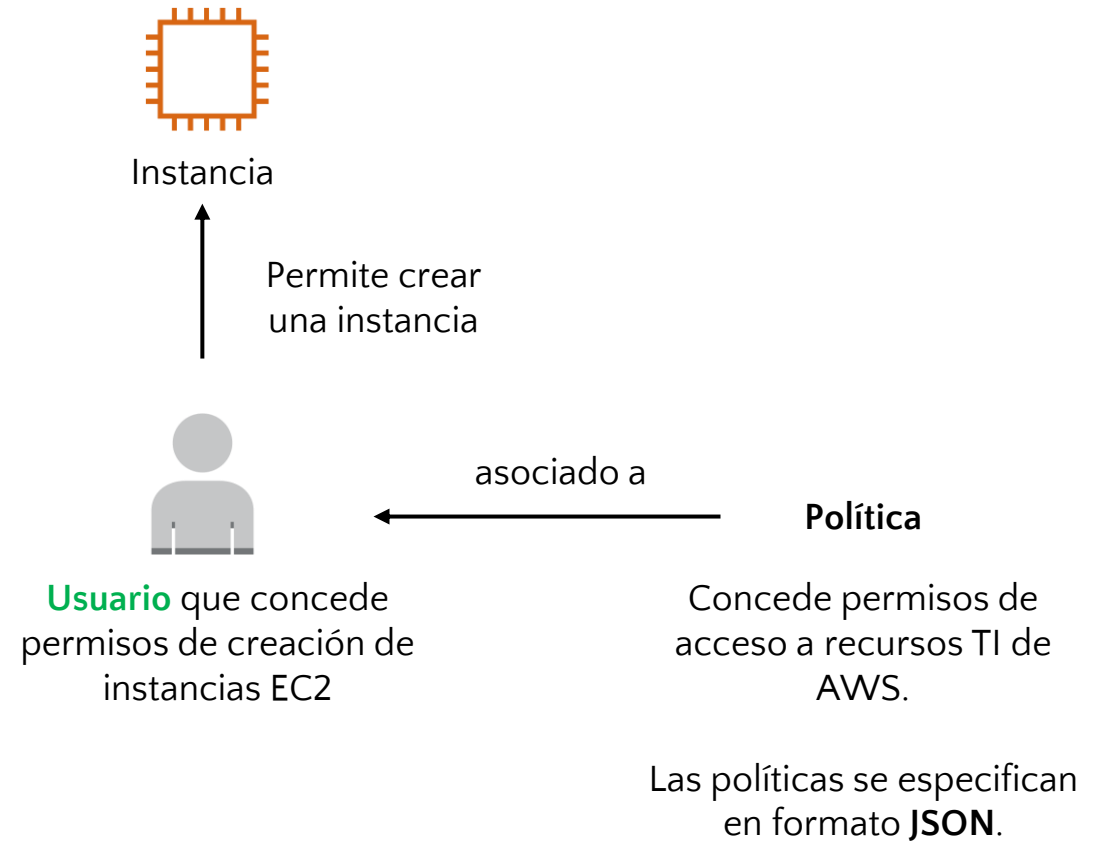 Instancia
Permite crear
una instancia
asociado a
Política
Usuario que concede
permisos de creación de
instancias EC2
Concede permisos de
acceso a recursos TI de
AWS.
Las políticas se especifican
en formato JSON.